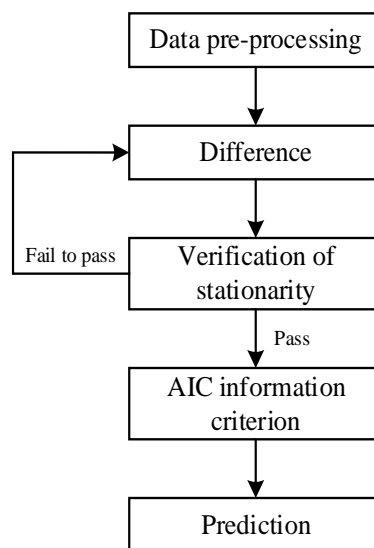 Data pre-processing
Difference
Fail to pass
Verification of
stationarity
Pass
AIC information
criterion
Prediction